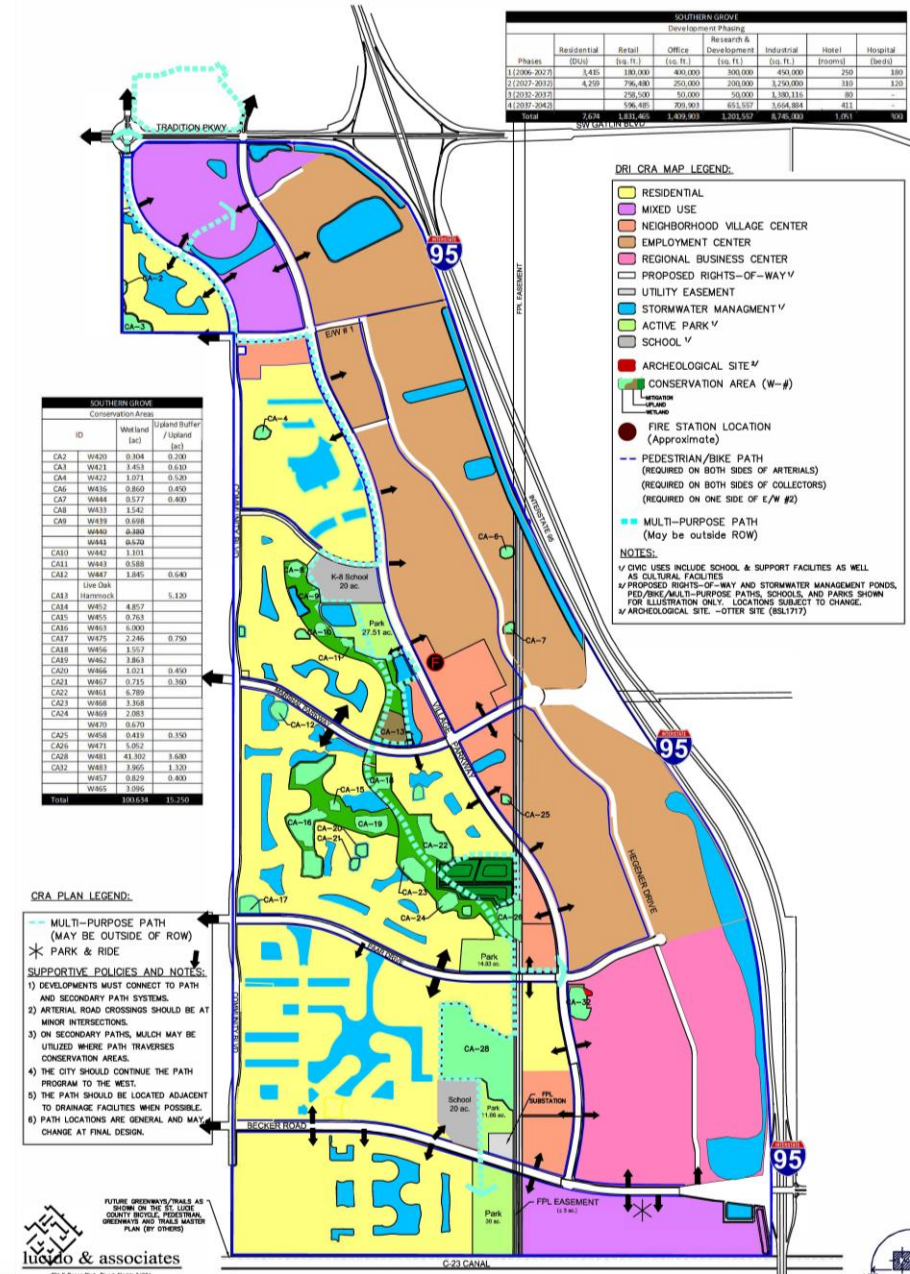 SOUTHERN GROVE
Development Phasing
Phases Residential (DUs) Retail (sq. ft.) Office (sq. ft.) Research & Development (sq. ft.) Industrial (sq. ft.) Hotel (rooms) Hospital (beds)
1 (2006-2027) 3,415 180,000 400,000 300,000 450,000 250 180
2 (2027-2032) 4,259 796,480 250,000 200,000 3,250,000 310 120
3 (2032-2037) 258,500 50,000 50,000 1,380,116 80 -
4 (2037-2042) 596,485 709,903 651,557 3,664,884 411 -
Total 7,674 1,831,465 1,409,903 1,201,557 8,745,000 1,051 300
TRADITION PKWY
SW GATLIN BLVD
DRI CRA MAP LEGEND:
RESIDENTIAL
MIXED USE
NEIGHBORHOOD VILLAGE CENTER
EMPLOYMENT CENTER
REGIONAL BUSINESS CENTER
PROPOSED RIGHTS-OF-WAY 1/
UTILITY EASEMENT
STORMWATER MANAGMENT 1/
ACTIVE PARK 1/
SCHOOL 1/
ARCHEOLOGICAL SITE 3/
CONSERVATION AREA (W-#)
MITIGATION
UPLAND
WETLAND
FIRE STATION LOCATION
(Approximate)
PEDESTRIAN/BIKE PATH
(REQUIRED ON BOTH SIDES OF ARTERIALS)
(REQUIRED ON BOTH SIDES OF COLLECTORS)
(REQUIRED ON ONE SIDE OF E/W #2)
MULTI-PURPOSE PATH
(May be outside ROW)
NOTES:
1/ CIVIC USES INCLUDE SCHOOL & SUPPORT FACILITIES AS WELL
AS CULTURAL FACILITIES
2/ PROPOSED RIGHTS-OF-WAY AND STORMWATER MANAGEMENT PONDS,
PED/BIKE/MULTI-PURPOSE PATHS, SCHOOLS, AND PARKS SHOWN
FOR ILLUSTRATION ONLY. LOCATIONS SUBJECT TO CHANGE.
3/ ARCHEOLOGICAL SITE. -OTTER SITE (8SL1717)
INTERSTATE
95
FPL EASEMENT
CA-2
CA-3
E/W # 1
SOUTHERN GROVE
Conservation Areas
ID Wetland (ac) Upland Buffer / Upland (ac)
CA2 W420 0.304 0.200
CA3 W421 3.453 0.610
CA4 W422 1.071 0.520
CA6 W436 0.860 0.450
CA7 W444 0.577 0.400
CA8 W433 1.542
CA9 W439 0.698
W440 0.380
W441 0.570
CA10 W442 1.101
CA11 W443 0.588
CA12 W447 1.845 0.640
CA13 Live Oak Hammock 5.120
CA14 W452 4.857
CA15 W455 0.763
CA16 W463 6.000
CA17 W475 2.246 0.750
CA18 W456 1.557
CA19 W462 3.863
CA20 W466 1.021 0.450
CA21 W467 0.715 0.360
CA22 W461 6.789
CA23 W468 3.368
CA24 W469 2.083
W470 0.670
CA25 W458 0.419 0.350
CA26 W471 5.052
CA28 W481 41.302 3.680
CA32 W483 3.965 1.320
W457 0.829 0.400
W465 3.096
Total 100.634 15.250
CA-4
COMMUNITY BLVD
INTERSTATE 95
CA-6
CA-7
CA-8
K-8 School
20 ac.
CA-9
CA-10
Park
27.51 ac.
CA-11
F
CA-12
MARSHALL PARKWAY
CA-13
VILLAGE PARKWAY
INTERSTATE
95
CA-18
CA-15
CA-16
CA-20
CA-19
CA-21
CA-22
CA-25
CA-23
CA-24
CA-26
CA-17
HEGENER DRIVE
CRA PLAN LEGEND:
MULTI-PURPOSE PATH
(MAY BE OUTSIDE OF ROW)
PARK & RIDE
SUPPORTIVE POLICIES AND NOTES:
1) DEVELOPMENTS MUST CONNECT TO PATH
AND SECONDARY PATH SYSTEMS.
2) ARTERIAL ROAD CROSSINGS SHOULD BE AT
MINOR INTERSECTIONS.
3) ON SECONDARY PATHS, MULCH MAY BE
UTILIZED WHERE PATH TRAVERSES
CONSERVATION AREAS.
4) THE CITY SHOULD CONTINUE THE PATH
PROGRAM TO THE WEST.
5) THE PATH SHOULD BE LOCATED ADJACENT
TO DRAINAGE FACILITIES WHEN POSSIBLE.
6) PATH LOCATIONS ARE GENERAL AND MAY
CHANGE AT FINAL DESIGN.
PAAR DRIVE
Park
COMMUNITY BLVD
CA-32
CA-28
School
20 ac.
Park
11.86 ac.
FPL
SUBSTATION
BECKER ROAD
INTERSTATE
95
FPL EASEMENT
Park
30 ac.
FUTURE GREENWAYS/TRAILS AS
SHOWN ON THE ST. LUCIE
COUNTY BICYCLE, PEDESTRIAN,
GREENWAYS AND TRAILS MASTER
PLAN (BY OTHERS)
lucido & associates
C-23 CANAL